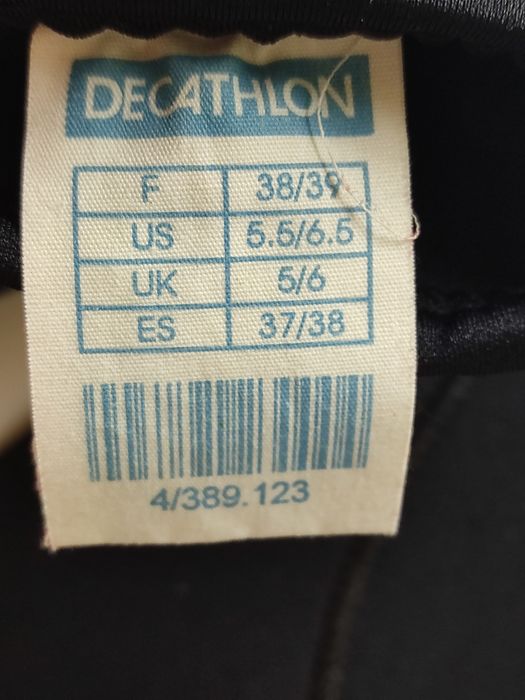 DECATHLON
F 38/39
US 5.5/6.5
UK 5/6
ES 37/38
4/389.123